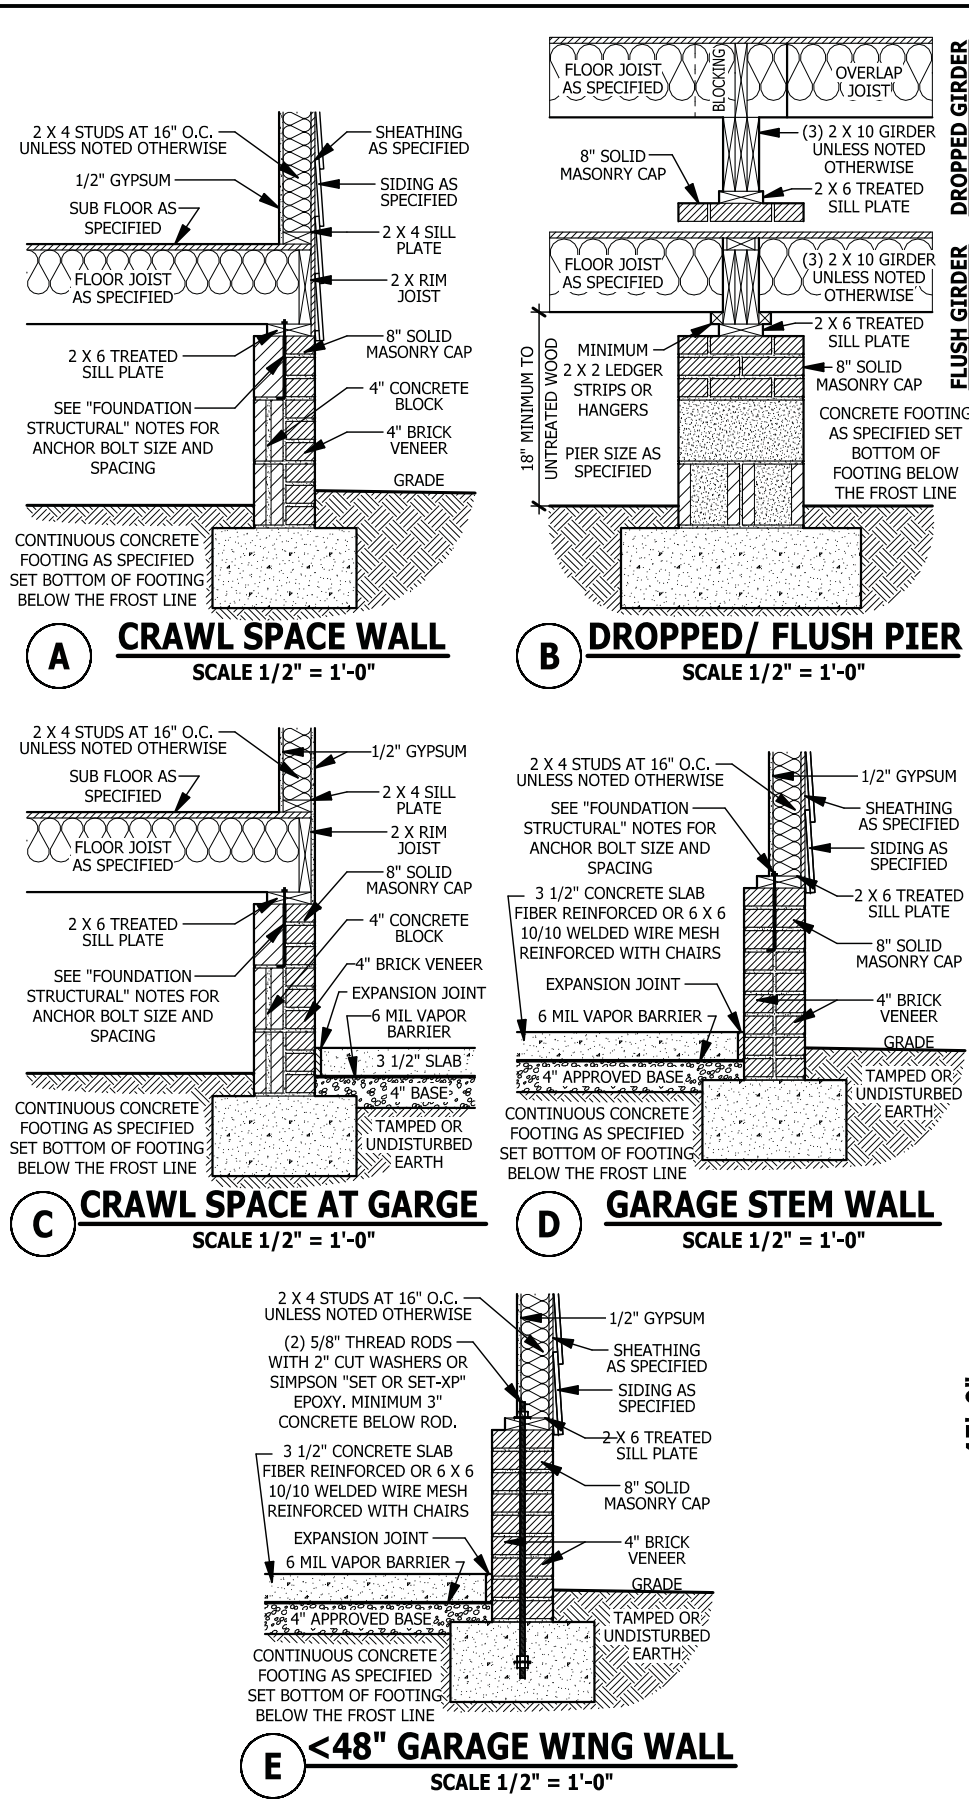 2 X 4 STUDS AT 16" O.C.
UNLESS NOTED OTHERWISE
1/2" GYPSUM
SUB FLOOR AS
SPECIFIED
FLOOR JOIST
AS SPECIFIED
2 X 6 TREATED
SILL PLATE
SEE "FOUNDATION
STRUCTURAL" NOTES FOR
ANCHOR BOLT SIZE AND
SPACING
CONTINUOUS CONCRETE
FOOTING AS SPECIFIED
SET BOTTOM OF FOOTING
BELOW THE FROST LINE
SHEATHING
AS SPECIFIED
SIDING AS
SPECIFIED
2 X 4 SILL
PLATE
2 X RIM
JOIST
8" SOLID
MASONRY CAP
4" CONCRETE
BLOCK
4" BRICK
VENEER
GRADE
A
CRAWL SPACE WALL
SCALE 1/2" = 1'-0"
FLOOR JOIST
AS SPECIFIED
BLOCKING
OVERLAP
JOIST
8" SOLID
MASONRY CAP
(3) 2 X 10 GIRDER
UNLESS NOTED
OTHERWISE
2 X 6 TREATED
SILL PLATE
DROPPED GIRDER
FLOOR JOIST
AS SPECIFIED
(3) 2 X 10 GIRDER
UNLESS NOTED
OTHERWISE
2 X 6 TREATED
SILL PLATE
8" SOLID
MASONRY CAP
FLUSH GIRDER
18" MINIMUM TO
UNTREATED WOOD
MINIMUM
2 X 2 LEDGER
STRIPS OR
HANGERS
PIER SIZE AS
SPECIFIED
CONCRETE FOOTING
AS SPECIFIED SET
BOTTOM OF
FOOTING BELOW
THE FROST LINE
B
DROPPED/ FLUSH PIER
SCALE 1/2" = 1'-0"
2 X 4 STUDS AT 16" O.C.
UNLESS NOTED OTHERWISE
SUB FLOOR AS
SPECIFIED
FLOOR JOIST
AS SPECIFIED
2 X 6 TREATED
SILL PLATE
SEE "FOUNDATION
STRUCTURAL" NOTES FOR
ANCHOR BOLT SIZE AND
SPACING
CONTINUOUS CONCRETE
FOOTING AS SPECIFIED
SET BOTTOM OF FOOTING
BELOW THE FROST LINE
1/2" GYPSUM
2 X 4 SILL
PLATE
2 X RIM
JOIST
8" SOLID
MASONRY CAP
4" CONCRETE
BLOCK
4" BRICK VENEER
EXPANSION JOINT
6 MIL VAPOR
BARRIER
3 1/2" SLAB
4" BASE
TAMPED OR
UNDISTURBED
EARTH
C
CRAWL SPACE AT GARGE
SCALE 1/2" = 1'-0"
2 X 4 STUDS AT 16" O.C.
UNLESS NOTED OTHERWISE
SEE "FOUNDATION
STRUCTURAL" NOTES FOR
ANCHOR BOLT SIZE AND
SPACING
3 1/2" CONCRETE SLAB
FIBER REINFORCED OR 6 X 6
10/10 WELDED WIRE MESH
REINFORCED WITH CHAIRS
EXPANSION JOINT
6 MIL VAPOR BARRIER
4" APPROVED BASE
CONTINUOUS CONCRETE
FOOTING AS SPECIFIED
SET BOTTOM OF FOOTING
BELOW THE FROST LINE
1/2" GYPSUM
SHEATHING
AS SPECIFIED
SIDING AS
SPECIFIED
2 X 6 TREATED
SILL PLATE
8" SOLID
MASONRY CAP
4" BRICK
VENEER
GRADE
TAMPED OR
UNDISTURBED
EARTH
D
GARAGE STEM WALL
SCALE 1/2" = 1'-0"
2 X 4 STUDS AT 16" O.C.
UNLESS NOTED OTHERWISE
(2) 5/8" THREAD RODS
WITH 2" CUT WASHERS OR
SIMPSON "SET OR SET-XP"
EPOXY. MINIMUM 3"
CONCRETE BELOW ROD.
3 1/2" CONCRETE SLAB
FIBER REINFORCED OR 6 X 6
10/10 WELDED WIRE MESH
REINFORCED WITH CHAIRS
EXPANSION JOINT
6 MIL VAPOR BARRIER
4" APPROVED BASE
CONTINUOUS CONCRETE
FOOTING AS SPECIFIED
SET BOTTOM OF FOOTING
BELOW THE FROST LINE
1/2" GYPSUM
SHEATHING
AS SPECIFIED
SIDING AS
SPECIFIED
2 X 6 TREATED
SILL PLATE
8" SOLID
MASONRY CAP
4" BRICK
VENEER
GRADE
TAMPED OR
UNDISTURBED
EARTH
E
<48" GARAGE WING WALL
SCALE 1/2" = 1'-0"